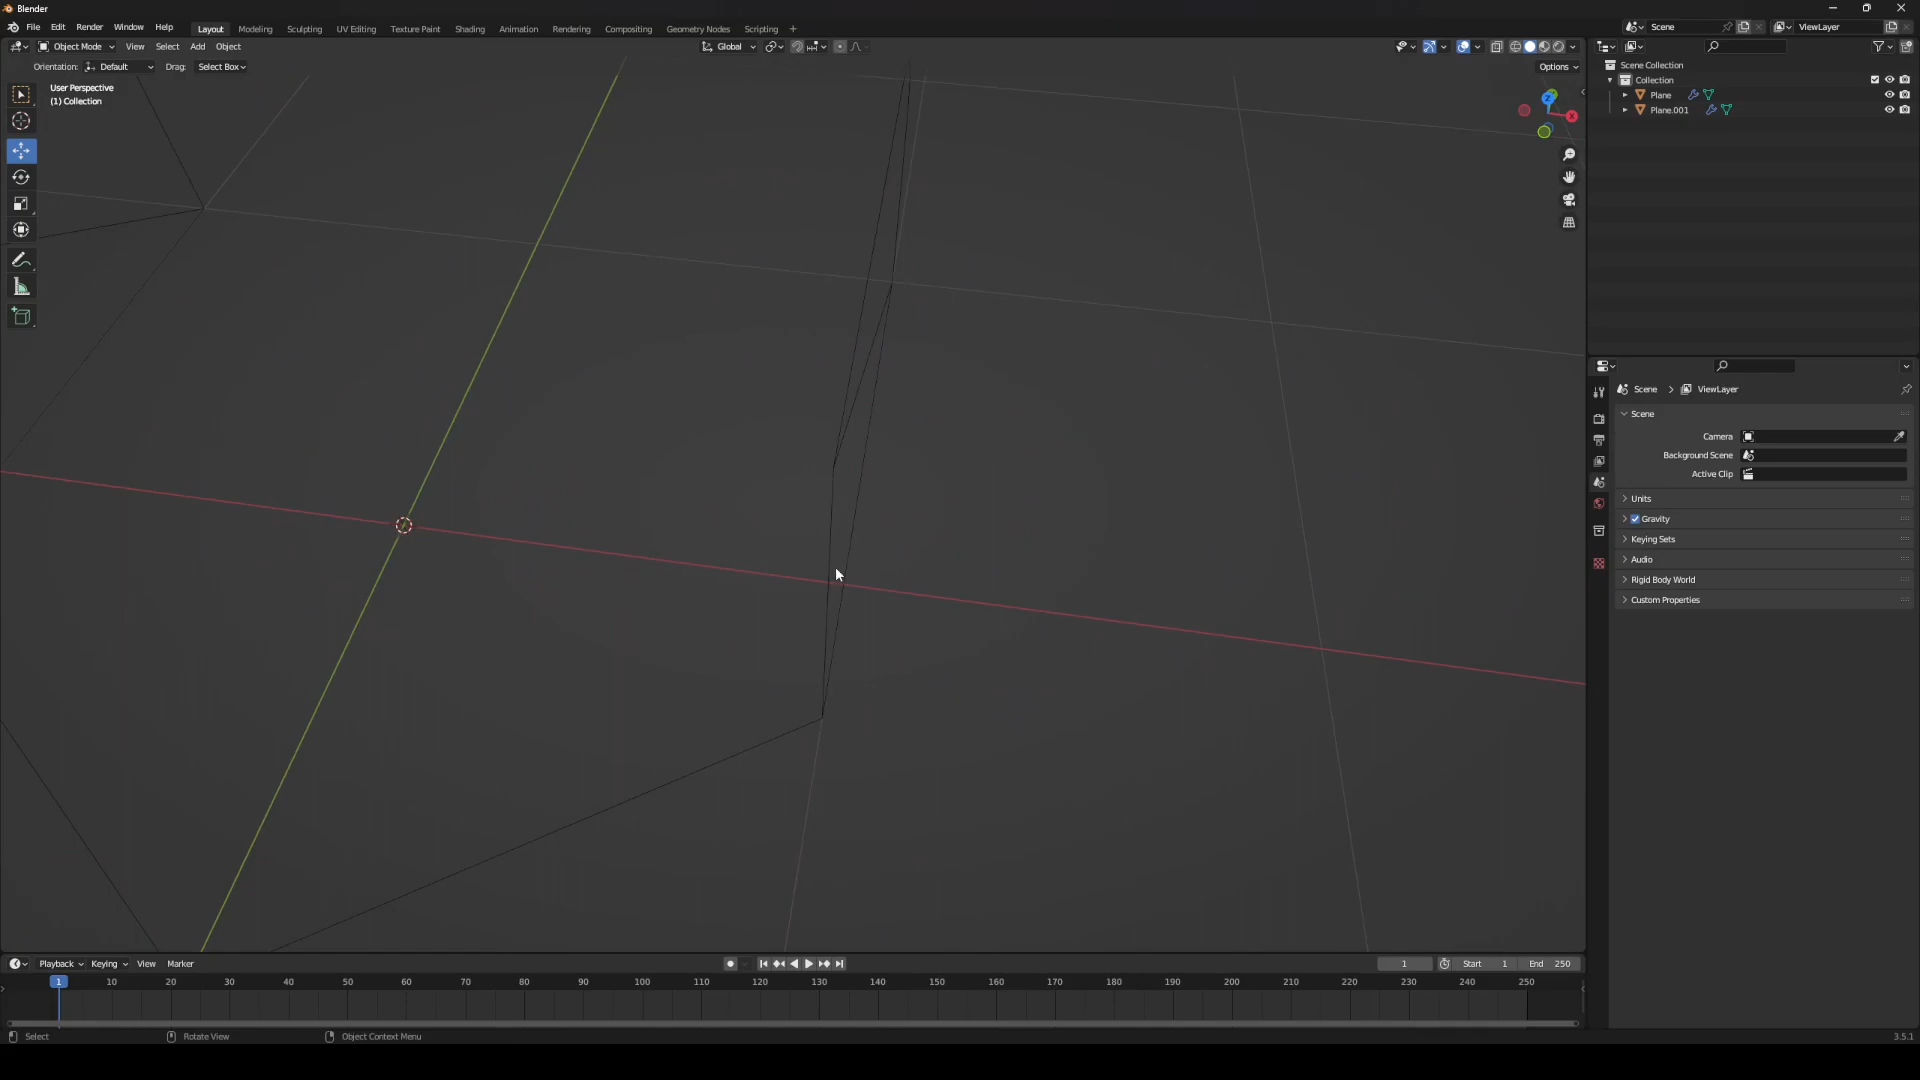 Blender
File Edit Render Window Help Layout Modeling Sculpting UV Editing Texture Paint Shading Animation Rendering Compositing Geometry Nodes Scripting + Scene ViewLayer
Object Mode View Select Add Object Global
Orientation: Default Drag: Select Box Options
User Perspective
(1) Collection
Z
X
Scene Collection
Collection
Plane
Plane.001
Scene > ViewLayer
Scene
Camera
Background Scene
Active Clip
Units
Gravity
Keying Sets
Audio
Rigid Body World
Custom Properties
Playback Keying View Marker 1 Start 1 End 250
1 10 20 30 40 50 60 70 80 90 100 110 120 130 140 150 160 170 180 190 200 210 220 230 240 250
Select Rotate View Object Context Menu 3.5.1